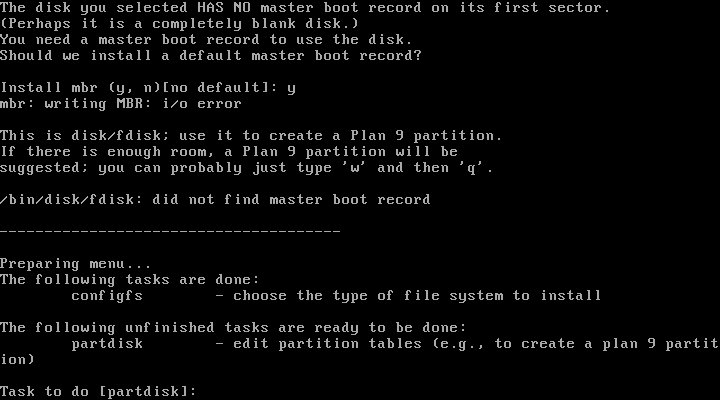 The disk you selected HAS NO master boot record on its first sector.
(Perhaps it is a completely blank disk.)
You need a master boot record to use the disk.
Should we install a default master boot record?
Install mbr (y, n)[no default]: y
mbr: writing MBR: i/o error
This is disk/fdisk; use it to create a Plan 9 partition.
If there is enough room, a Plan 9 partition will be
suggested; you can probably just type 'w' and then 'q'.
/bin/disk/fdisk: did not find master boot record
--------------------------------------
Preparing menu...
The following tasks are done:
        configfs        - choose the type of file system to install
The following unfinished tasks are ready to be done:
        partdisk        - edit partition tables (e.g., to create a plan 9 partit
ion)
Task to do [partdisk]: